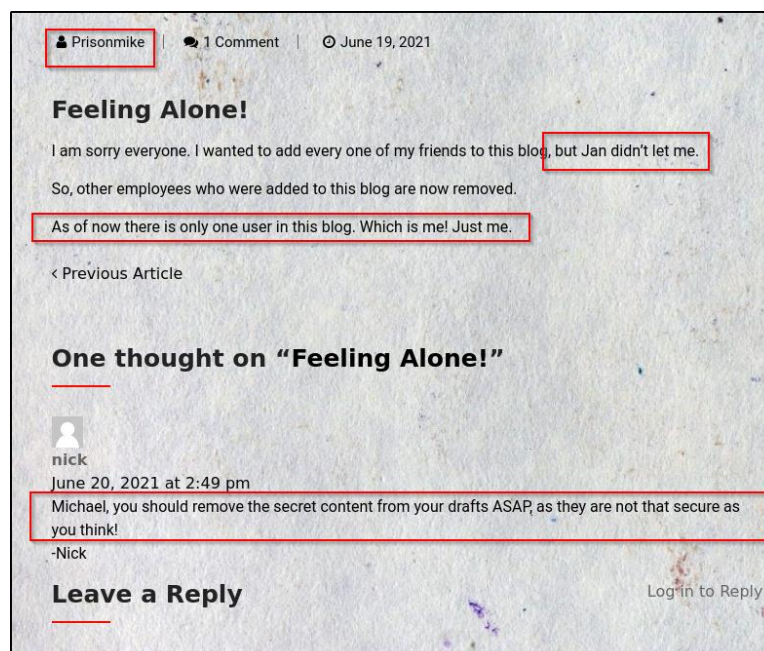 Prisonmike | 1 Comment | June 19, 2021
Feeling Alone!
I am sorry everyone. I wanted to add every one of my friends to this blog, but Jan didn’t let me.
So, other employees who were added to this blog are now removed.
As of now there is only one user in this blog. Which is me! Just me.
‹ Previous Article
One thought on “Feeling Alone!”
nick
June 20, 2021 at 2:49 pm
Michael, you should remove the secret content from your drafts ASAP, as they are not that secure as
you think!
-Nick
Leave a Reply
Log in to Reply